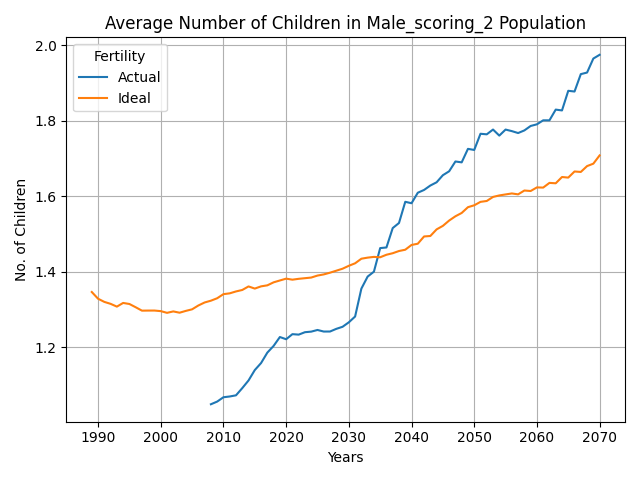 Average Number of Children in Male_scoring_2 Population
Fertility
Actual
Ideal
No. of Children
2.0
1.8
1.6
1.4
1.2
1990 2000 2010 2020 2030 2040 2050 2060 2070
Years